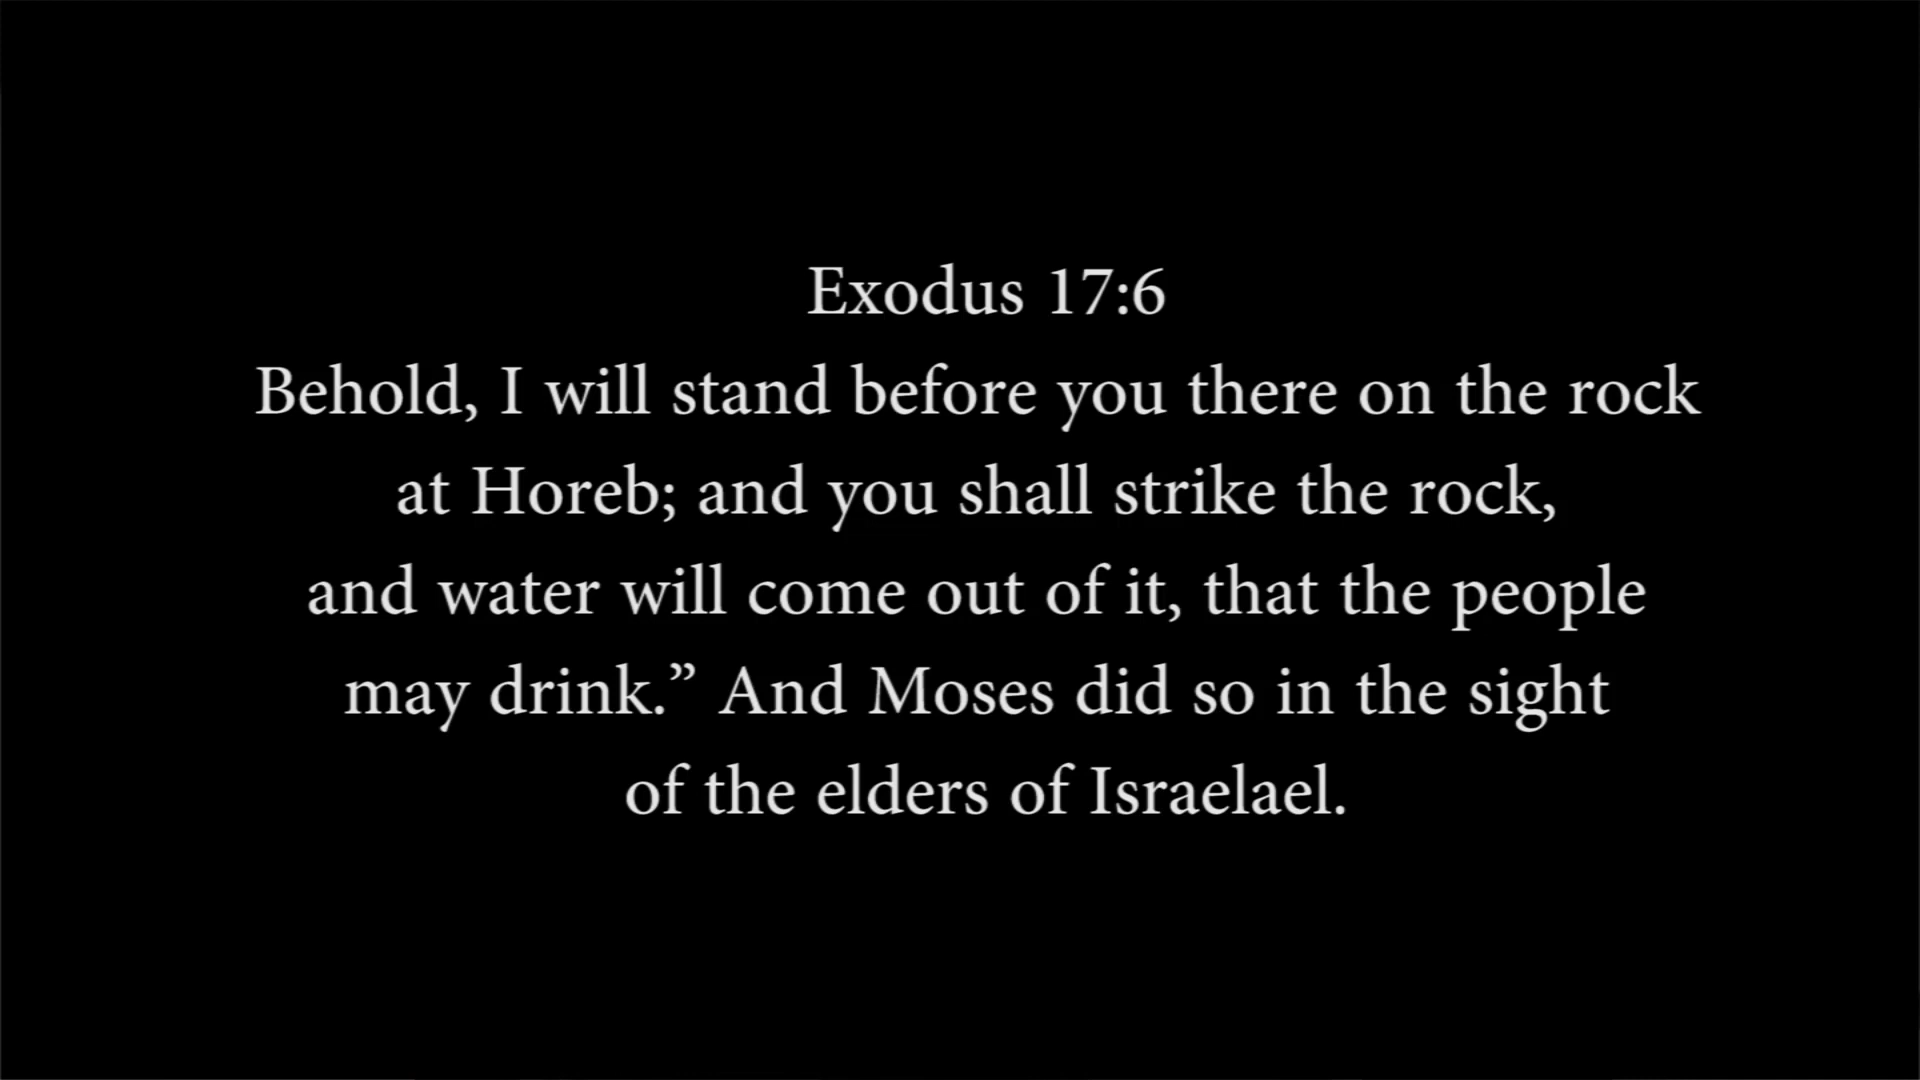 Exodus 17:6
Behold, I will stand before you there on the rock
at Horeb; and you shall strike the rock,
and water will come out of it, that the people
may drink.” And Moses did so in the sight
of the elders of Israelael.